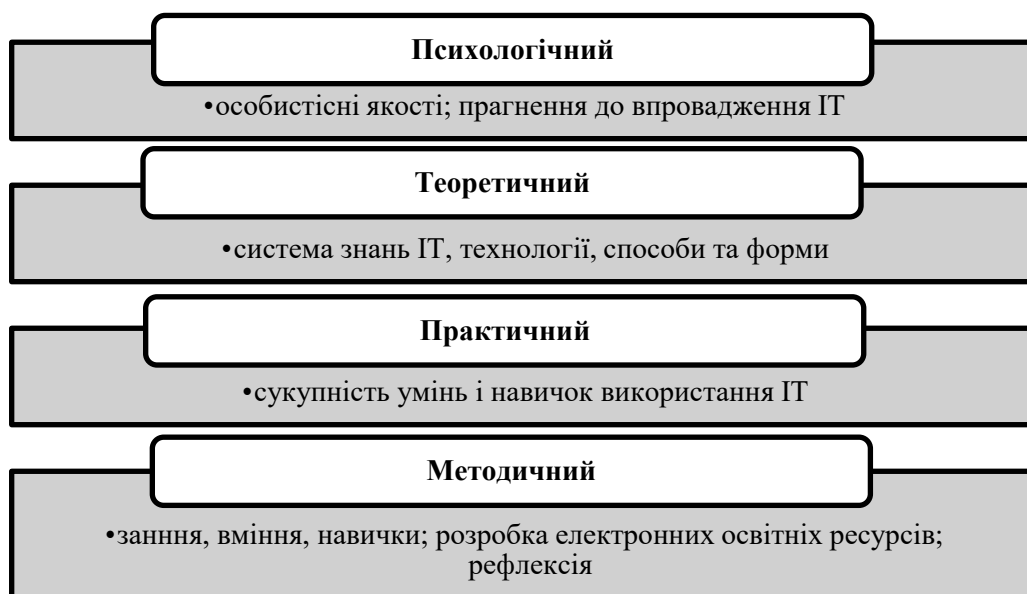 Психологічний
•особистісні якості; прагнення до впровадження ІТ
Теоретичний
•система знань ІТ, технології, способи та форми
Практичний
•сукупність умінь і навичок використання ІТ
Методичний
•занння, вміння, навички; розробка електронних освітніх ресурсів;
рефлексія